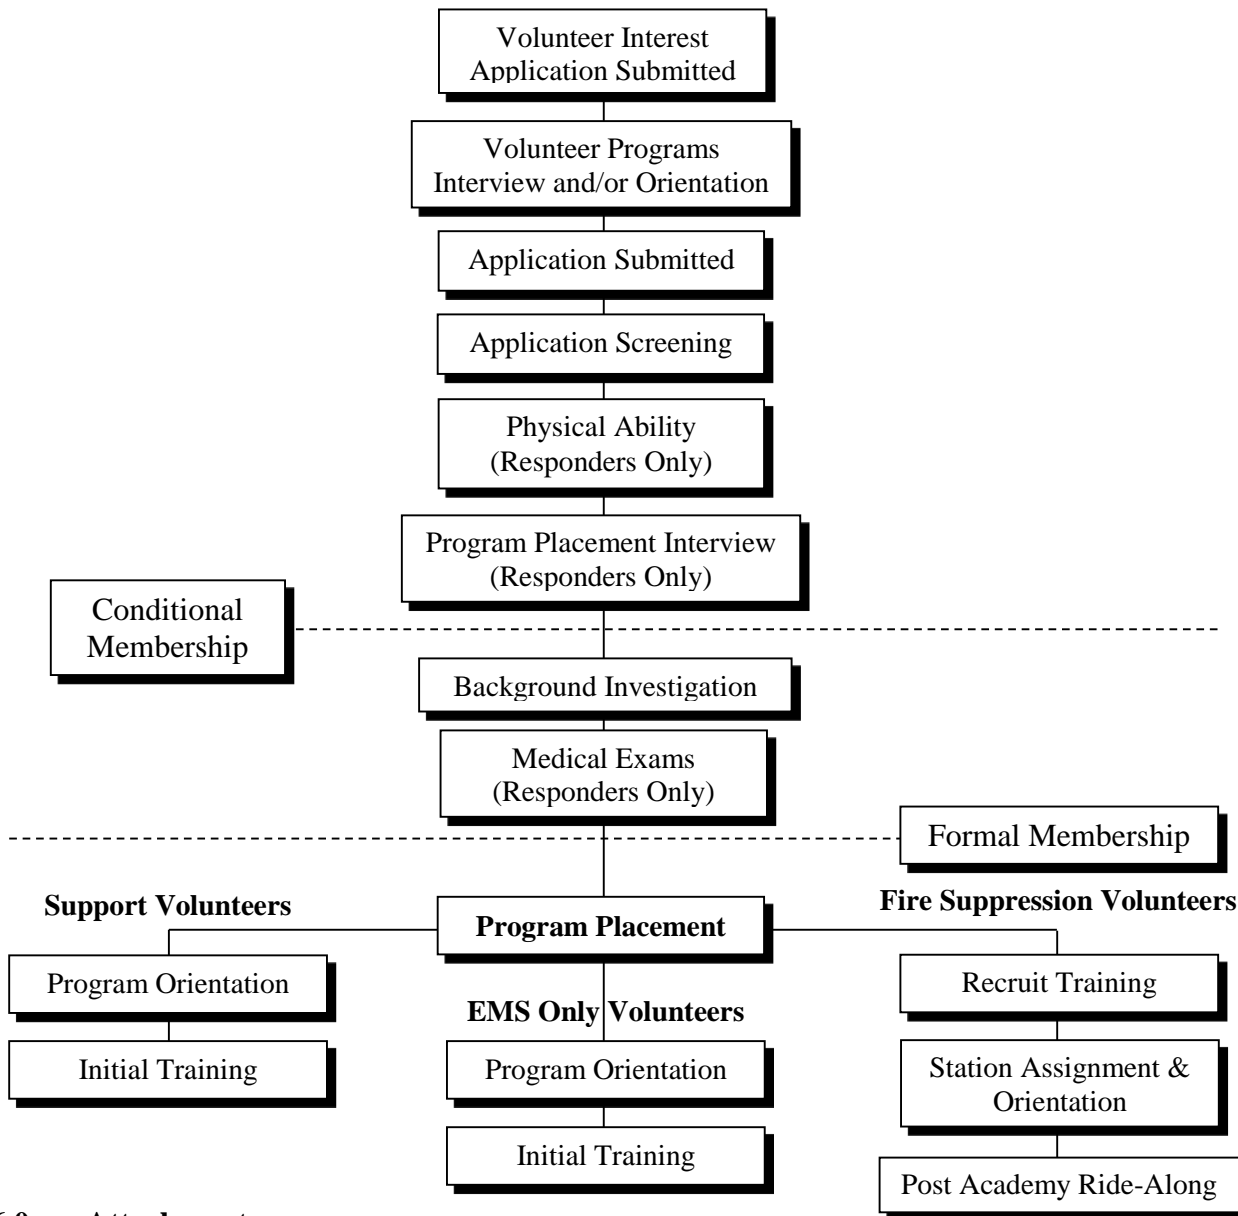 Volunteer Interest
Application Submitted
Volunteer Programs
Interview and/or Orientation
Application Submitted
Application Screening
Physical Ability
(Responders Only)
Program Placement Interview
(Responders Only)
Conditional
Membership
Background Investigation
Medical Exams
(Responders Only)
Formal Membership
Support Volunteers
Program Placement
Fire Suppression Volunteers
Program Orientation
Initial Training
EMS Only Volunteers
Program Orientation
Initial Training
Recruit Training
Station Assignment &
Orientation
Post Academy Ride-Along